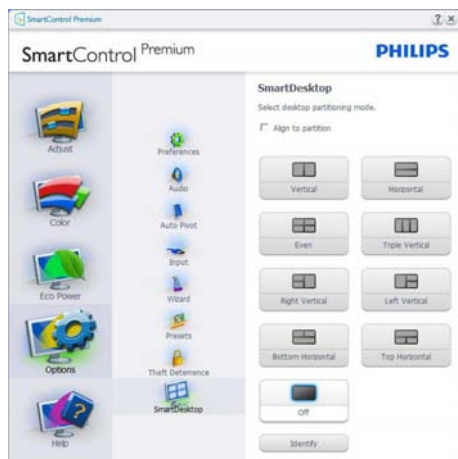 SmartControl Premium
SmartControl Premium
PHILIPS
Adjust
Color
Eco Power
Options
Help
Preferences
Audio
Auto Pivot
Input
Wizard
Presets
Theft Deterrence
SmartDesktop
SmartDesktop
Select desktop partitioning mode.
Align to partition
Vertical
Horizontal
Even
Triple Vertical
Right Vertical
Left Vertical
Bottom Horizontal
Top Horizontal
Off
Identify